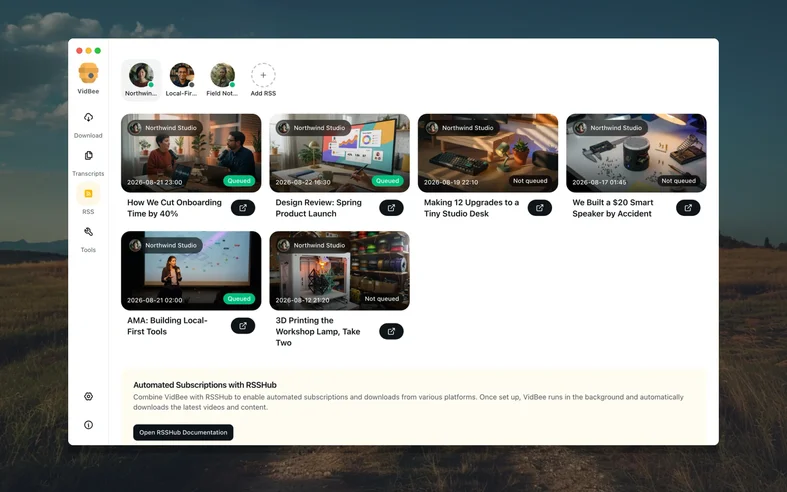 VidBee
Download
Transcripts
RSS
Tools
Northwin...
Local-Fir...
Field Not...
Add RSS
Northwind Studio
2026-08-21 23:00
Queued
How We Cut Onboarding
Time by 40%
Northwind Studio
2026-08-22 16:30
Queued
Design Review: Spring
Product Launch
Northwind Studio
2026-08-19 22:10
Not queued
Making 12 Upgrades to a
Tiny Studio Desk
Northwind Studio
2026-08-17 01:45
Not queued
We Built a $20 Smart
Speaker by Accident
Northwind Studio
2026-08-21 02:00
Queued
AMA: Building Local-
First Tools
Northwind Studio
2026-08-12 21:20
Not queued
3D Printing the
Workshop Lamp, Take
Two
Automated Subscriptions with RSSHub
Combine VidBee with RSSHub to enable automated subscriptions and downloads from various platforms. Once set up, VidBee runs in the background and automatically
downloads the latest videos and content.
Open RSSHub Documentation